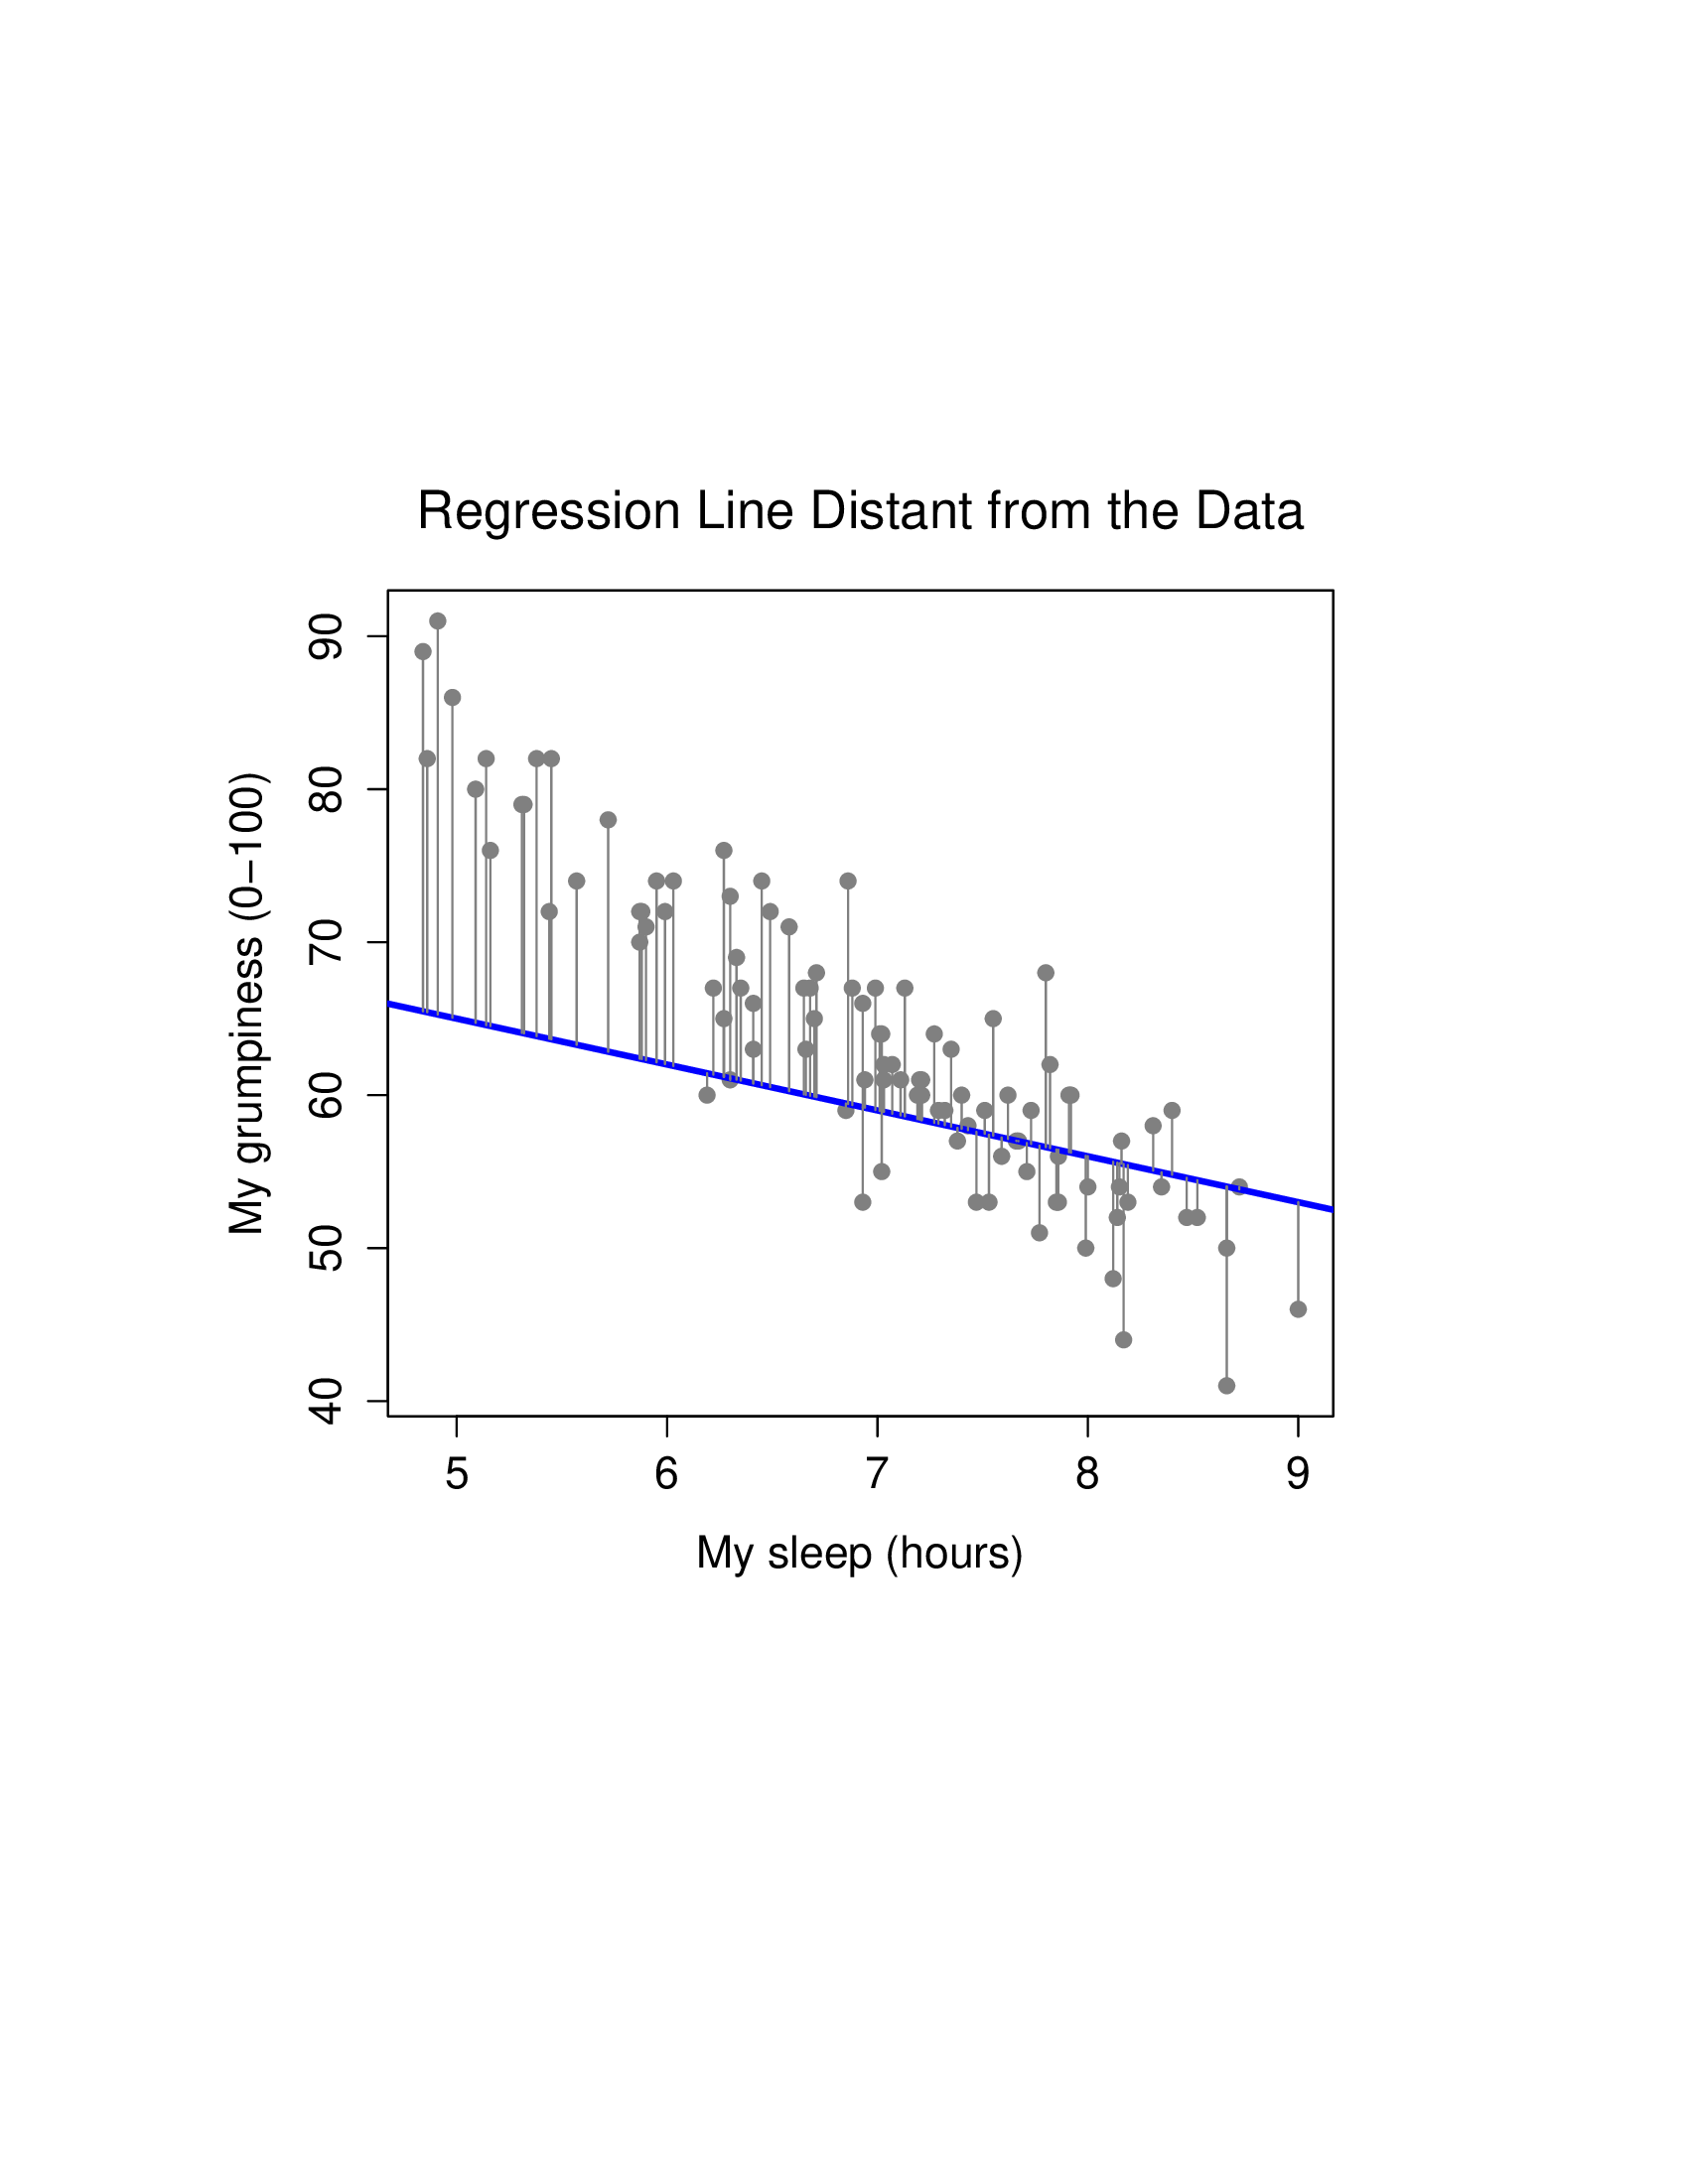 Regression Line Distant from the Data
My grumpiness (0−100)
90
80
70
60
50
40
5 6 7 8 9
My sleep (hours)